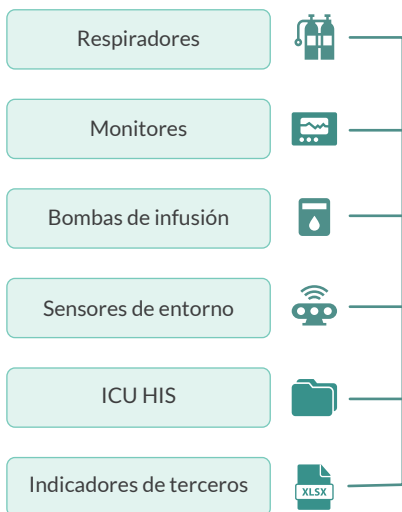 Respiradores
Monitores
Bombas de infusión
Sensores de entorno
ICU HIS
Indicadores de terceros
XLSX